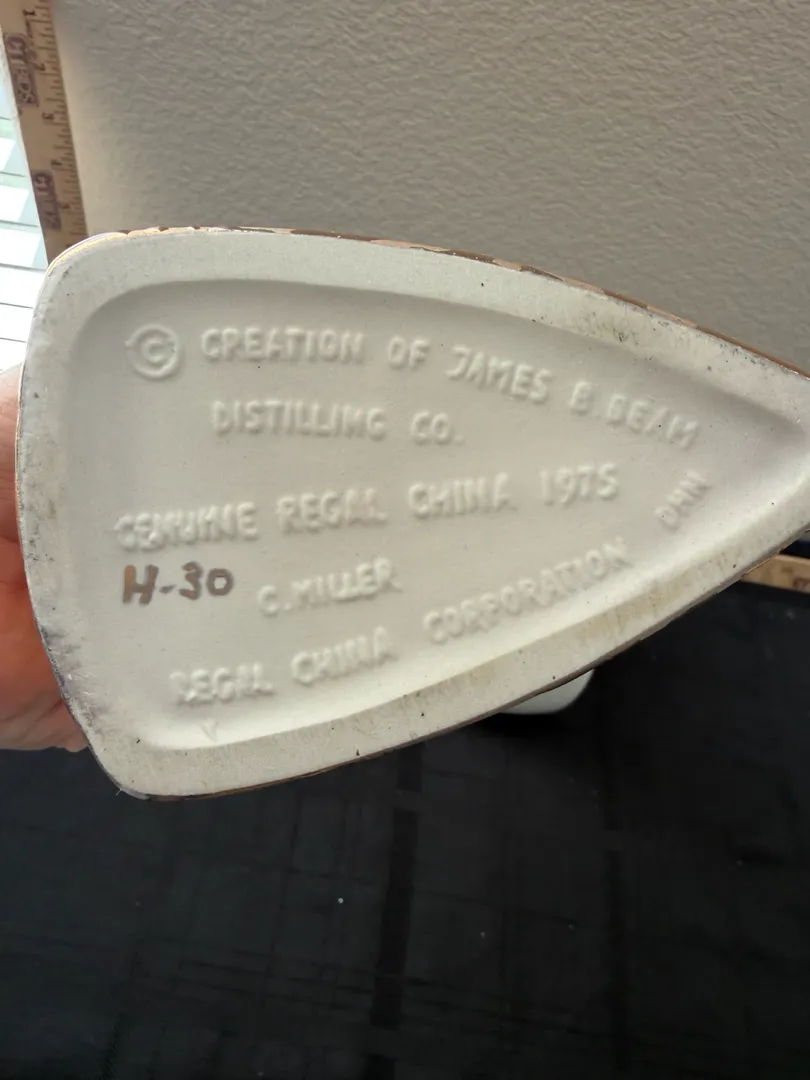 © CREATION OF JAMES B. BEAM
DISTILLING CO.
GENUINE REGAL CHINA 1975
H-30 C. MILLER
REGAL CHINA CORPORATION